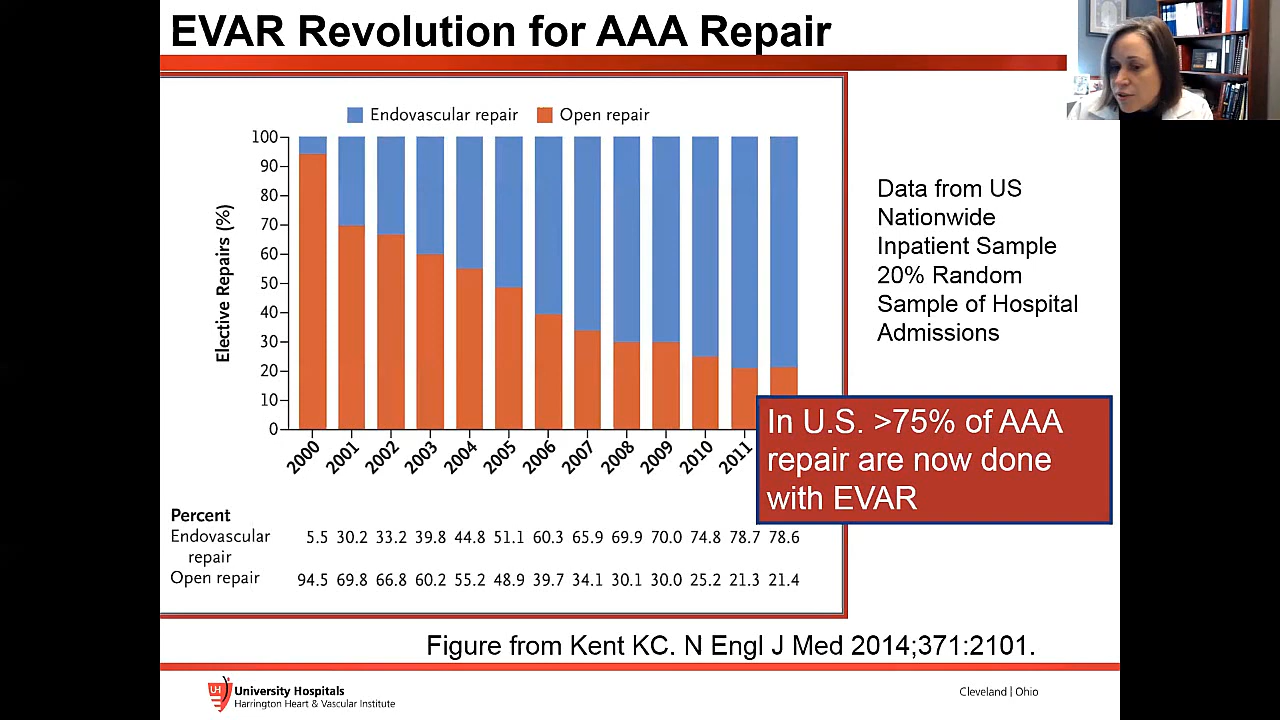 EVAR Revolution for AAA Repair
Endovascular repair
Open repair
Elective Repairs (%)
100
90
80
70
60
50
40
30
20
10
0
2000
2001
2002
2003
2004
2005
2006
2007
2008
2009
2010
2011
Data from US
Nationwide
Inpatient Sample
20% Random
Sample of Hospital
Admissions
In U.S. >75% of AAA
repair are now done
with EVAR
Percent
Endovascular 5.5 30.2 33.2 39.8 44.8 51.1 60.3 65.9 69.9 70.0 74.8 78.7 78.6
repair
Open repair 94.5 69.8 66.8 60.2 55.2 48.9 39.7 34.1 30.1 30.0 25.2 21.3 21.4
Figure from Kent KC. N Engl J Med 2014;371:2101.
UH University Hospitals
Harrington Heart & Vascular Institute
Cleveland | Ohio